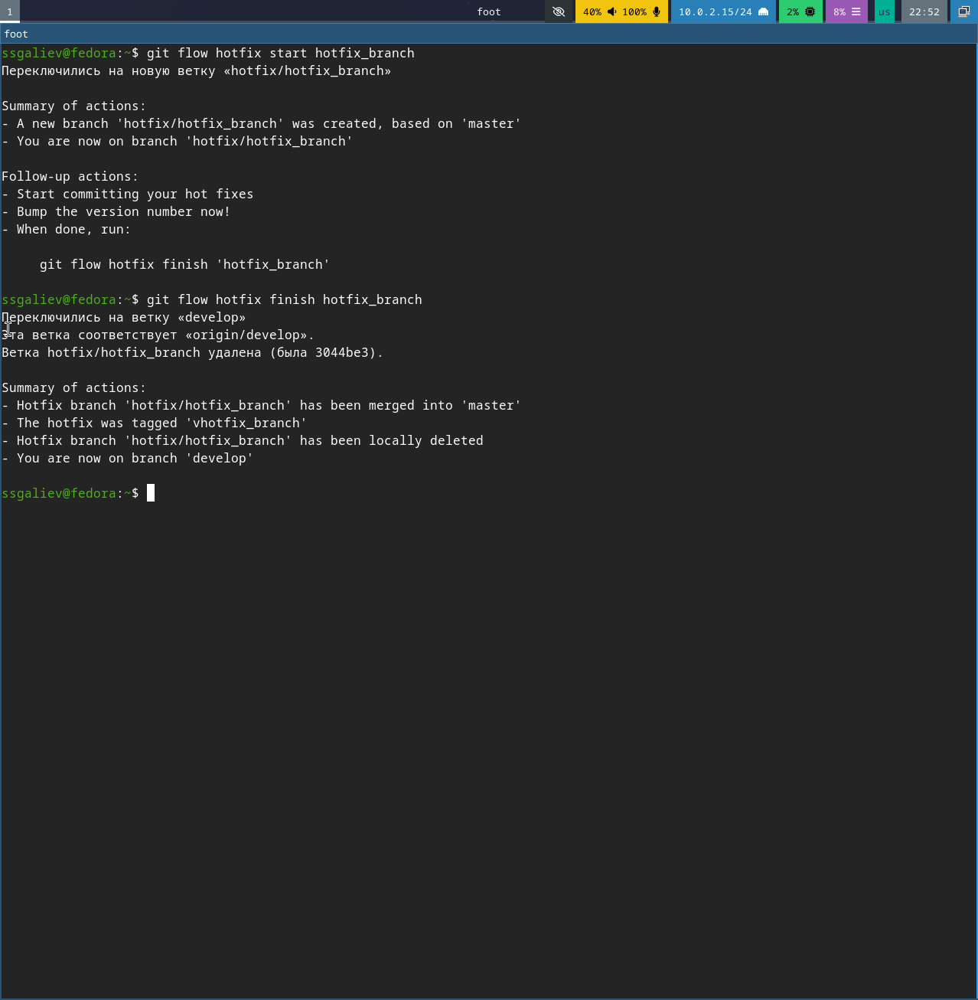 1 foot 40% 100% 10.0.2.15/24 2% 8% us 22:52
foot
ssgaliev@fedora:~$ git flow hotfix start hotfix_branch
Переключились на новую ветку «hotfix/hotfix_branch»
Summary of actions:
- A new branch 'hotfix/hotfix_branch' was created, based on 'master'
- You are now on branch 'hotfix/hotfix_branch'
Follow-up actions:
- Start committing your hot fixes
- Bump the version number now!
- When done, run:
git flow hotfix finish 'hotfix_branch'
ssgaliev@fedora:~$ git flow hotfix finish hotfix_branch
Переключились на ветку «develop»
Эта ветка соответствует «origin/develop».
Ветка hotfix/hotfix_branch удалена (была 3044be3).
Summary of actions:
- Hotfix branch 'hotfix/hotfix_branch' has been merged into 'master'
- The hotfix was tagged 'vhotfix_branch'
- Hotfix branch 'hotfix/hotfix_branch' has been locally deleted
- You are now on branch 'develop'
ssgaliev@fedora:~$